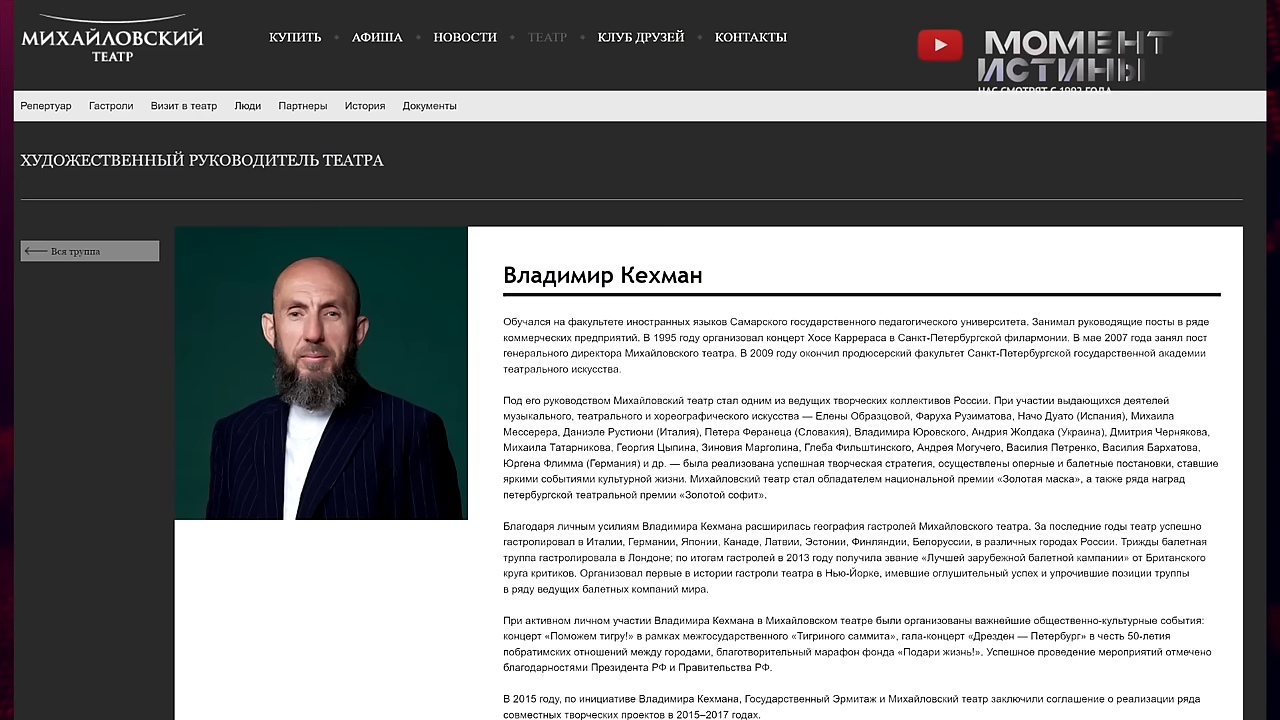 МИХАЙЛОВСКИЙ
ТЕАТР
КУПИТЬ • АФИША • НОВОСТИ • ТЕАТР • КЛУБ ДРУЗЕЙ • КОНТАКТЫ
МОМЕНТ
ИСТИНЫ
НАС СМОТРЯТ С 1992 ГОДА
Репертуар Гастроли Визит в театр Люди Партнеры История Документы
ХУДОЖЕСТВЕННЫЙ РУКОВОДИТЕЛЬ ТЕАТРА
Вся труппа
Владимир Кехман
Обучался на факультете иностранных языков Самарского государственного педагогического университета. Занимал руководящие посты в ряде
коммерческих предприятий. В 1995 году организовал концерт Хосе Каррераса в Санкт-Петербургской филармонии. В мае 2007 года занял пост
генерального директора Михайловского театра. В 2009 году окончил продюсерский факультет Санкт-Петербургской государственной академии
театрального искусства.
Под его руководством Михайловский театр стал одним из ведущих творческих коллективов России. При участии выдающихся деятелей
музыкального, театрального и хореографического искусства — Елены Образцовой, Фаруха Рузиматова, Начо Дуато (Испания), Михаила
Мессерера, Даниэле Рустиони (Италия), Петера Феранеца (Словакия), Владимира Юровского, Андрия Жолдака (Украина), Дмитрия Чернякова,
Михаила Татарникова, Георгия Цыпина, Зиновия Марголина, Глеба Фильштинского, Андрея Могучего, Василия Петренко, Василия Бархатова,
Юргена Флимма (Германия) и др. — была реализована успешная творческая стратегия, осуществлены оперные и балетные постановки, ставшие
яркими событиями культурной жизни. Михайловский театр стал обладателем национальной премии «Золотая маска», а также ряда наград
петербургской театральной премии «Золотой софит».
Благодаря личным усилиям Владимира Кехмана расширилась география гастролей Михайловского театра. За последние годы театр успешно
гастролировал в Италии, Германии, Японии, Канаде, Латвии, Эстонии, Финляндии, Белоруссии, в различных городах России. Трижды балетная
труппа гастролировала в Лондоне; по итогам гастролей в 2013 году получила звание «Лучшей зарубежной балетной кампании» от Британского
круга критиков. Организовал первые в истории гастроли театра в Нью-Йорке, имевшие оглушительный успех и упрочившие позиции труппы
в ряду ведущих балетных компаний мира.
При активном личном участии Владимира Кехмана в Михайловском театре были организованы важнейшие общественно-культурные события:
концерт «Поможем тигру!» в рамках межгосударственного «Тигриного саммита», гала-концерт «Дрезден — Петербург» в честь 50-летия
побратимских отношений между городами, благотворительный марафон фонда «Подари жизнь!». Успешное проведение мероприятий отмечено
благодарностями Президента РФ и Правительства РФ.
В 2015 году, по инициативе Владимира Кехмана, Государственный Эрмитаж и Михайловский театр заключили соглашение о реализации ряда
совместных творческих проектов в 2015–2017 годах.